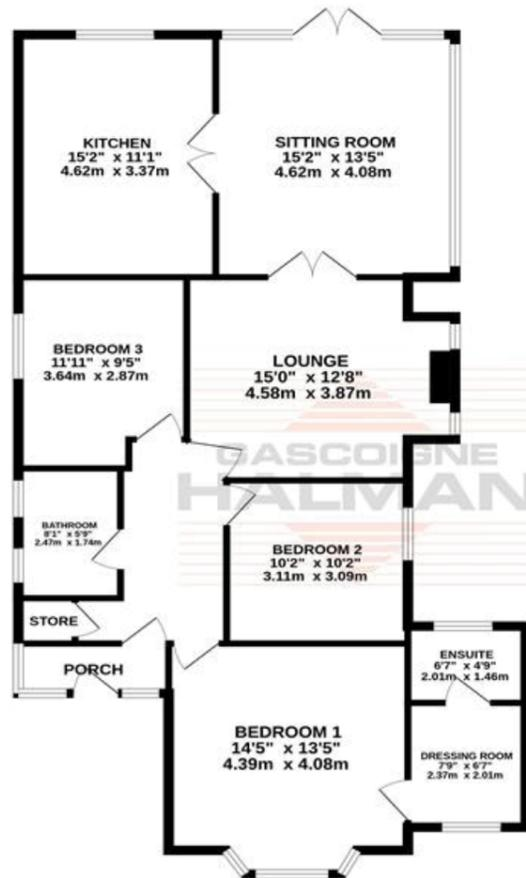 KITCHEN
15'2" x 11'1"
4.62m x 3.37m
SITTING ROOM
15'2" x 13'5"
4.62m x 4.08m
BEDROOM 3
11'11" x 9'5"
3.64m x 2.87m
LOUNGE
15'0" x 12'8"
4.58m x 3.87m
GASCOIGNE
HALMAN
BATHROOM
8'1" x 5'9"
2.47m x 1.74m
BEDROOM 2
10'2" x 10'2"
3.11m x 3.09m
STORE
PORCH
ENSUITE
6'7" x 4'9"
2.01m x 1.46m
BEDROOM 1
14'5" x 13'5"
4.39m x 4.08m
DRESSING ROOM
7'9" x 6'7"
2.37m x 2.01m